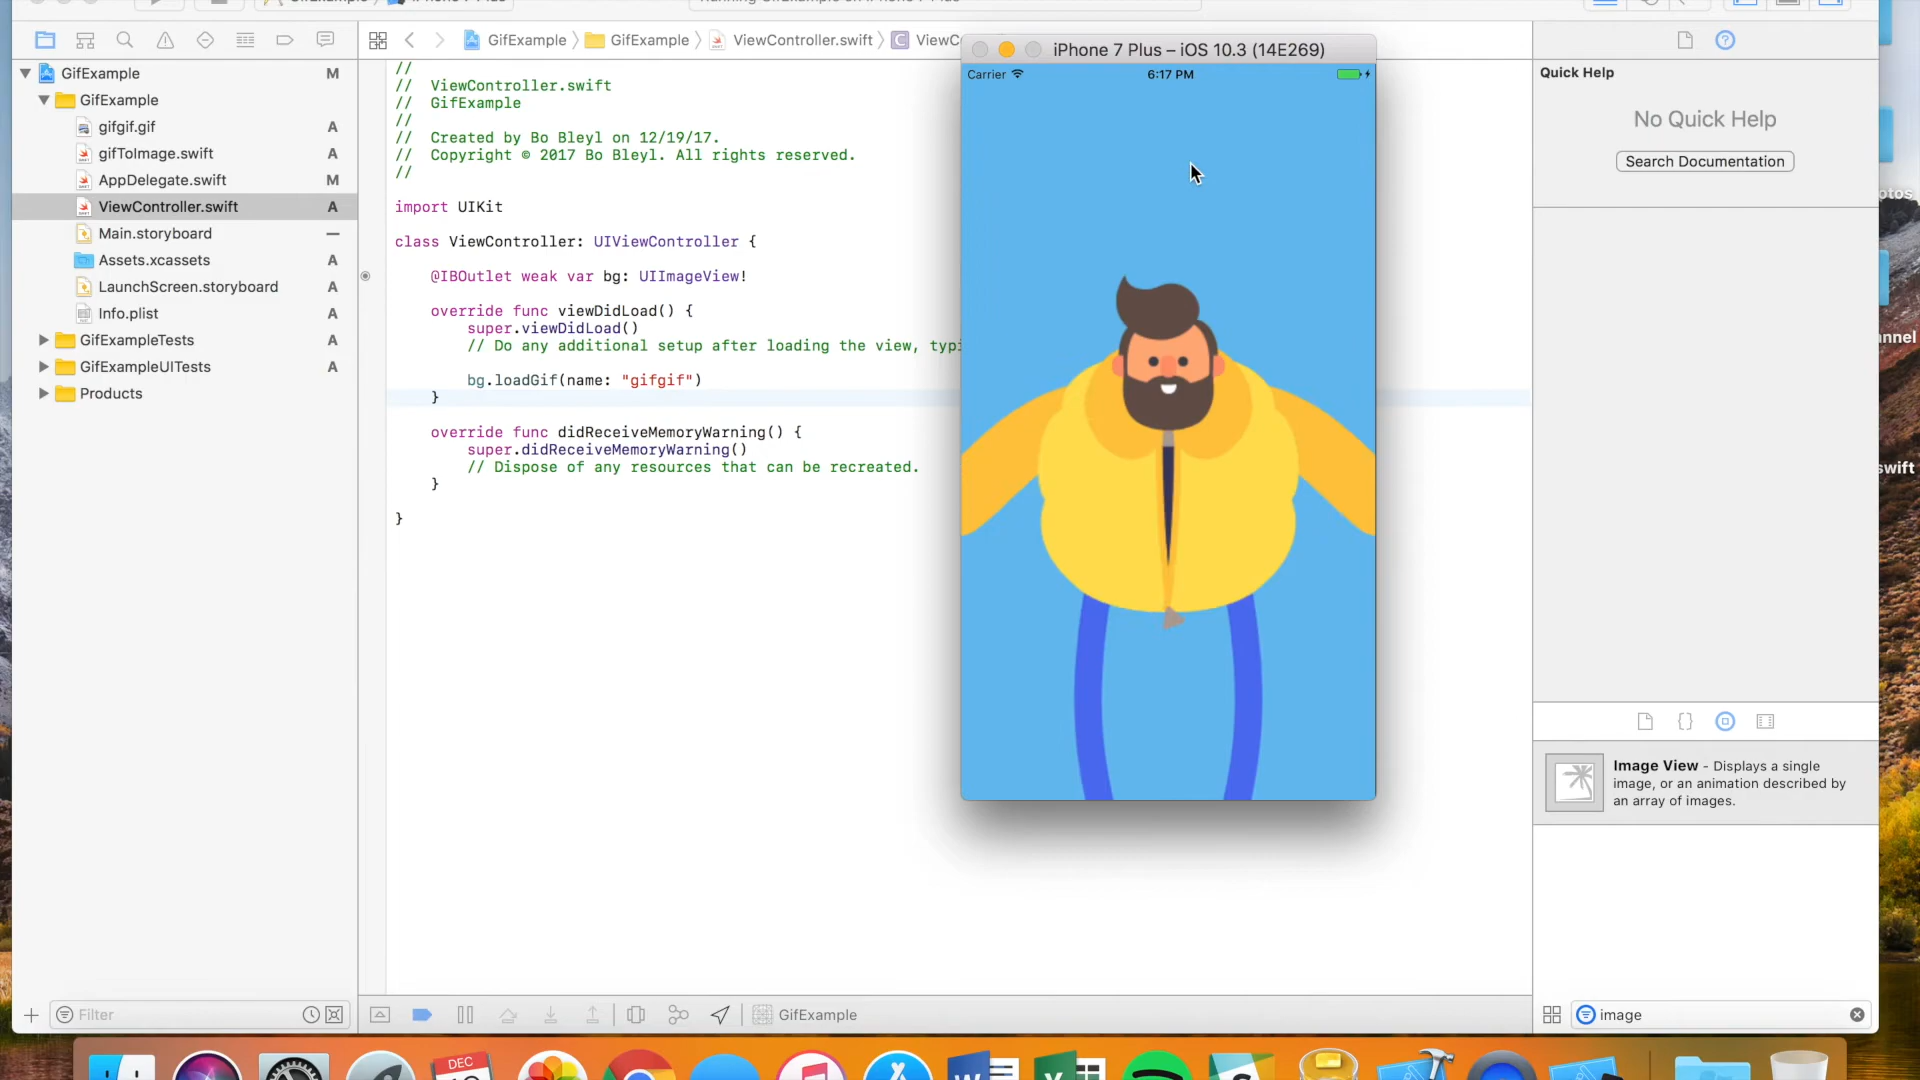 GifExample
GifExample
ViewController.swift
ViewC
iPhone 7 Plus – iOS 10.3 (14E269)
Carrier
6:17 PM
Quick Help
No Quick Help
Search Documentation
GifExample M
GifExample
gifgif.gif A
gifToImage.swift A
AppDelegate.swift M
ViewController.swift A
Main.storyboard
Assets.xcassets A
LaunchScreen.storyboard A
Info.plist A
GifExampleTests A
GifExampleUITests A
Products
//
// ViewController.swift
// GifExample
//
// Created by Bo Bleyl on 12/19/17.
// Copyright © 2017 Bo Bleyl. All rights reserved.
//
import UIKit
class ViewController: UIViewController {
@IBOutlet weak var bg: UIImageView!
override func viewDidLoad() {
super.viewDidLoad()
// Do any additional setup after loading the view, typi
bg.loadGif(name: "gifgif")
}
override func didReceiveMemoryWarning() {
super.didReceiveMemoryWarning()
// Dispose of any resources that can be recreated.
}
}
otos
nnel
swift
Image View - Displays a single
image, or an animation described by
an array of images.
Filter
GifExample
image
DEC